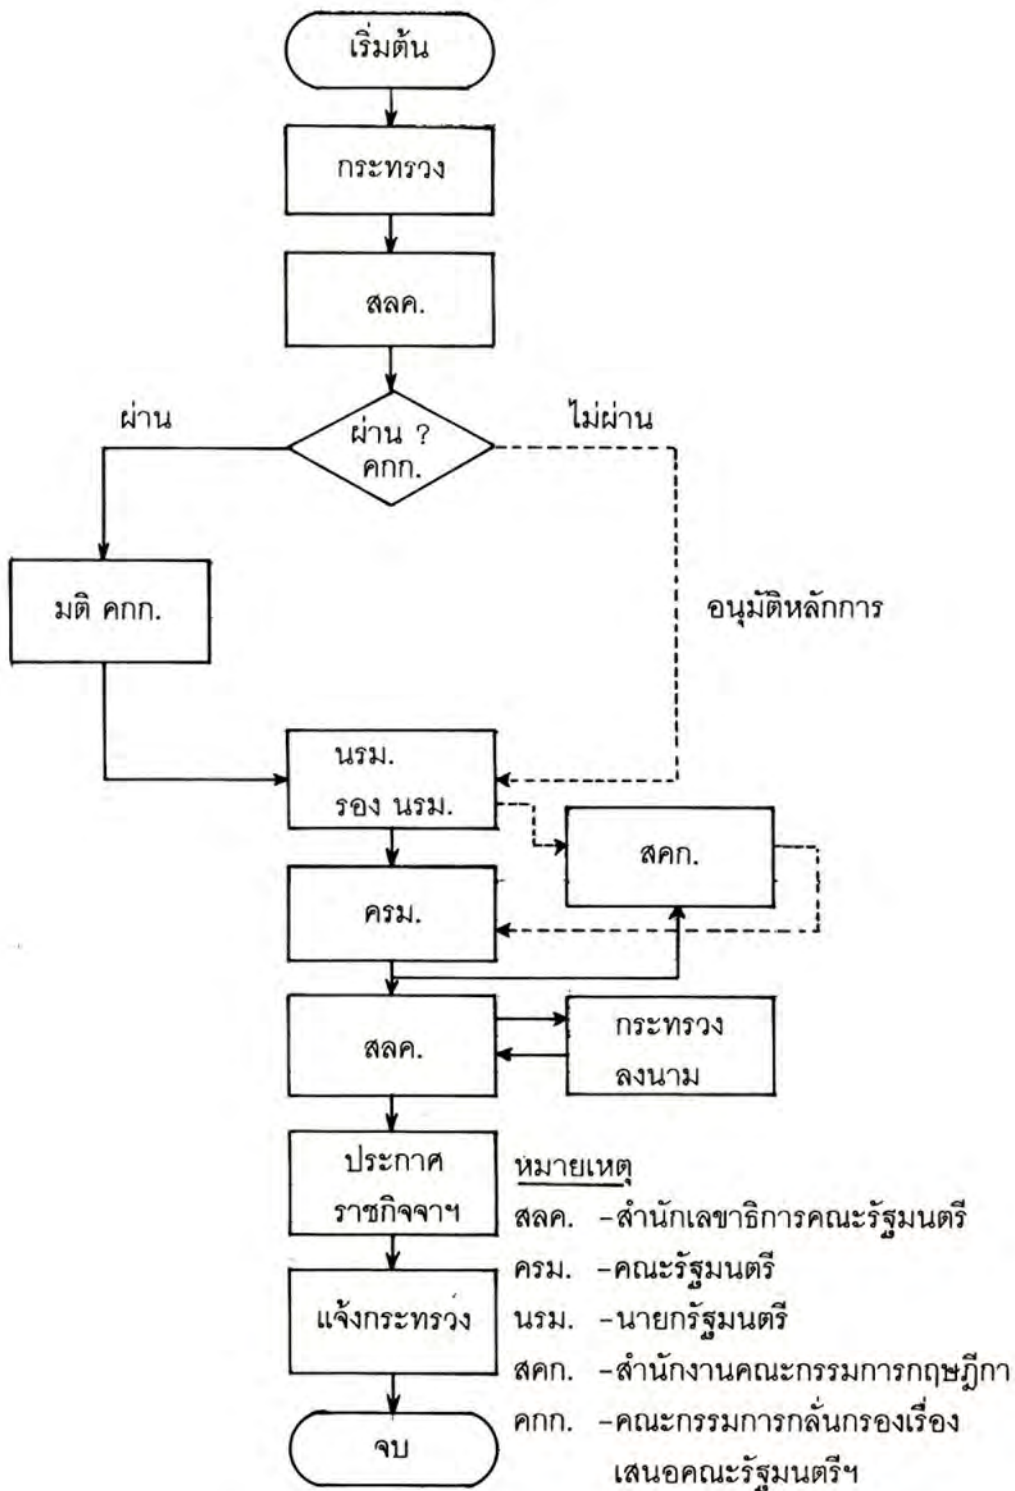 เริ่มต้น
กระทรวง
สลค.
ผ่าน
ผ่าน ?
คกก.
ไม่ผ่าน
มติ คกก.
อนุมัติหลักการ
นรม.
รอง นรม.
สคก.
ครม.
สลค.
กระทรวง
ลงนาม
ประกาศ
ราชกิจจาฯ
แจ้งกระทรวง
จบ
หมายเหตุ
สลค. -สำนักเลขาธิการคณะรัฐมนตรี
ครม. -คณะรัฐมนตรี
นรม. -นายกรัฐมนตรี
สคก. -สำนักงานคณะกรรมการกฤษฎีกา
คกก. -คณะกรรมการกลั่นกรองเรื่อง
เสนอคณะรัฐมนตรีฯ